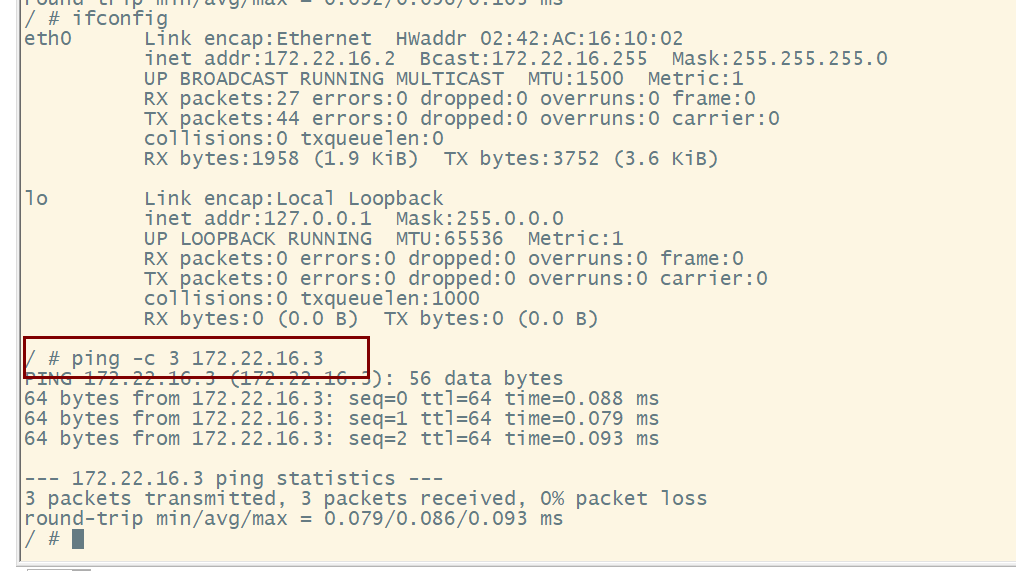 round-trip min/avg/max = 0.092/0.098/0.103 ms
/ # ifconfig
eth0      Link encap:Ethernet  HWaddr 02:42:AC:16:10:02
          inet addr:172.22.16.2  Bcast:172.22.16.255  Mask:255.255.255.0
          UP BROADCAST RUNNING MULTICAST  MTU:1500  Metric:1
          RX packets:27 errors:0 dropped:0 overruns:0 frame:0
          TX packets:44 errors:0 dropped:0 overruns:0 carrier:0
          collisions:0 txqueuelen:0
          RX bytes:1958 (1.9 KiB)  TX bytes:3752 (3.6 KiB)
lo        Link encap:Local Loopback
          inet addr:127.0.0.1  Mask:255.0.0.0
          UP LOOPBACK RUNNING  MTU:65536  Metric:1
          RX packets:0 errors:0 dropped:0 overruns:0 frame:0
          TX packets:0 errors:0 dropped:0 overruns:0 carrier:0
          collisions:0 txqueuelen:1000
          RX bytes:0 (0.0 B)  TX bytes:0 (0.0 B)
/ # ping -c 3 172.22.16.3
PING 172.22.16.3 (172.22.16.3): 56 data bytes
64 bytes from 172.22.16.3: seq=0 ttl=64 time=0.088 ms
64 bytes from 172.22.16.3: seq=1 ttl=64 time=0.079 ms
64 bytes from 172.22.16.3: seq=2 ttl=64 time=0.093 ms
--- 172.22.16.3 ping statistics ---
3 packets transmitted, 3 packets received, 0% packet loss
round-trip min/avg/max = 0.079/0.086/0.093 ms
/ #